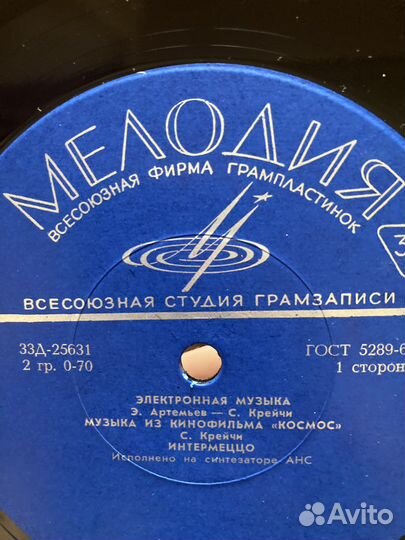 МЕЛОДИЯ
ВСЕСОЮЗНАЯ ФИРМА ГРАМПЛАСТИНОК
3
ВСЕСОЮЗНАЯ СТУДИЯ ГРАМЗАПИСИ
33Д-25631
ГОСТ 5289-6
2 гр. 0-70
1 сторон
ЭЛЕКТРОННАЯ МУЗЫКА
Э. Артемьев — С. Крейчи
МУЗЫКА ИЗ КИНОФИЛЬМА «КОСМОС»
С. Крейчи
ИНТЕРМЕЦЦО
Исполнено на синтезаторе АНС
Avito